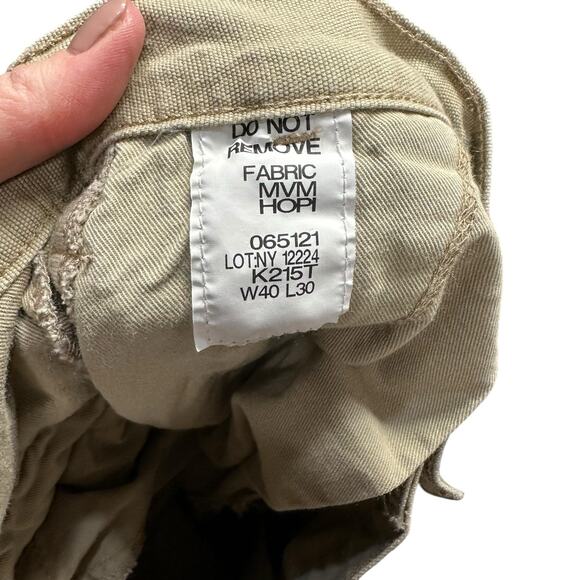 DO NOT
REMOVE
FABRIC
MVM
HOPI
065121
LOT:NY 12224
K215T
W40 L30